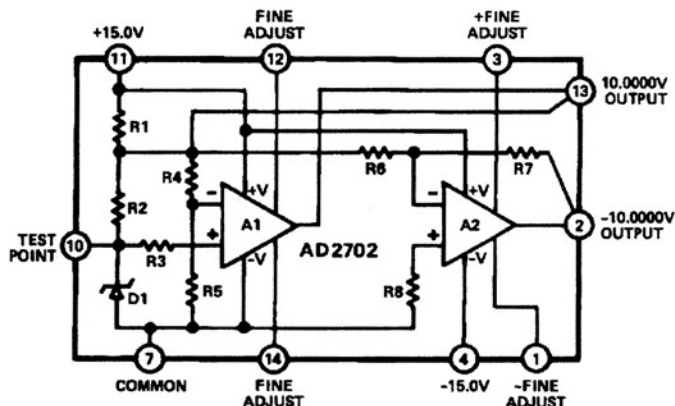 FINE
ADJUST
+FINE
ADJUST
+15.0V
11
12
3
13
10.0000V
OUTPUT
R1
R4
R6
R7
R2
-
+V
A1
-
+V
A2
TEST
POINT
10
R3
+
-V
AD2702
+
-V
2
-10.0000V
OUTPUT
D1
R5
R8
7
14
4
1
COMMON
FINE
ADJUST
-15.0V
-FINE
ADJUST